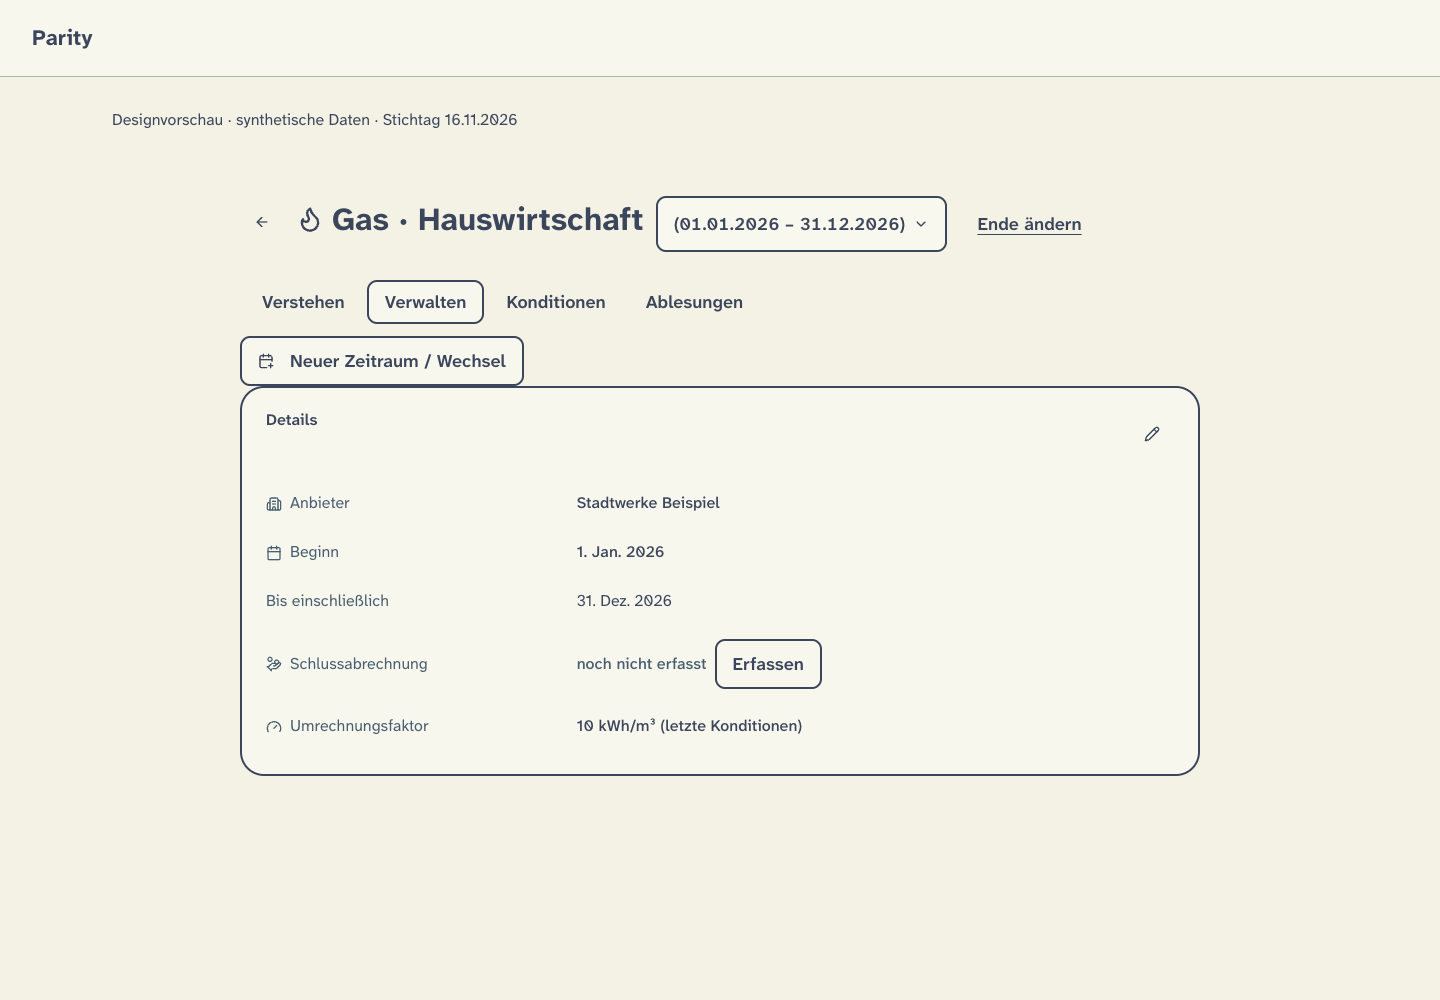 Parity
Designvorschau · synthetische Daten · Stichtag 16.11.2026
Gas · Hauswirtschaft (01.01.2026 – 31.12.2026) Ende ändern
Verstehen Verwalten Konditionen Ablesungen
Neuer Zeitraum / Wechsel
Details
Anbieter Stadtwerke Beispiel
Beginn 1. Jan. 2026
Bis einschließlich 31. Dez. 2026
Schlussabrechnung noch nicht erfasst Erfassen
Umrechnungsfaktor 10 kWh/m³ (letzte Konditionen)